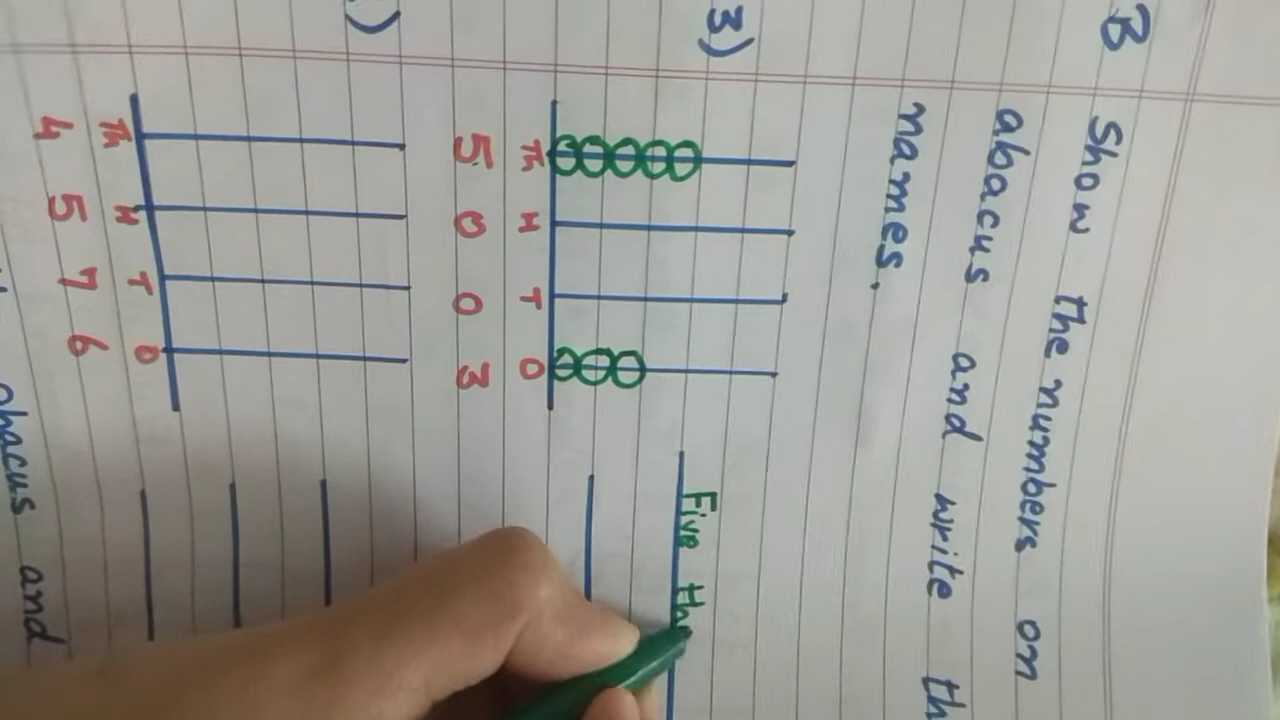 B Show the numbers on
abacus and write th
names.
3)
Five th
Th H T O
5 0 0 3
)
Th H T O
4 5 7 6
abacus and